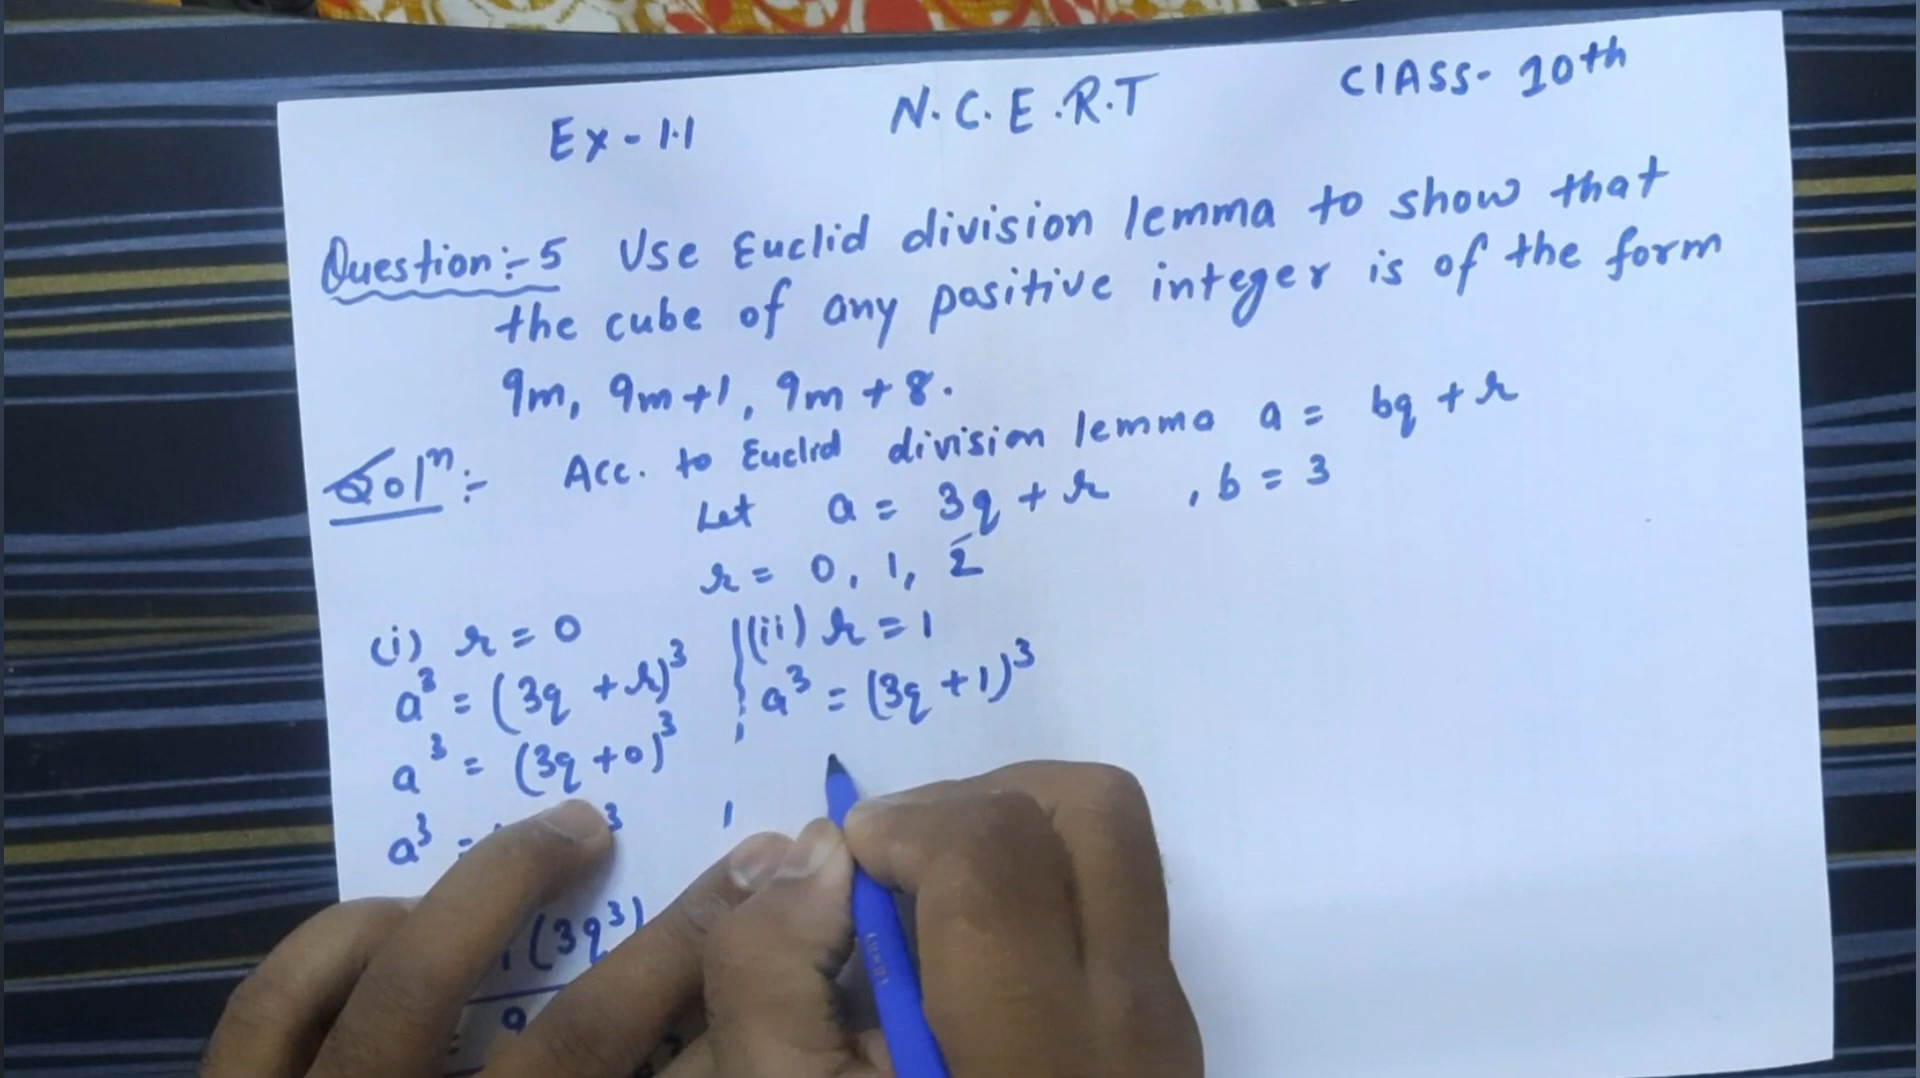 Ex - 1.1 N.C.E.R.T CLASS- 10th
Question:- 5 Use Euclid division lemma to show that
the cube of any positive integer is of the form
9m, 9m+1, 9m+8.
Solⁿ:- Acc. to Euclid division lemma a = bq + r
Let a = 3q + r , b = 3
r = 0, 1, 2
(i) r = 0
a³ = (3q + r)³
a³ = (3q + 0)³
a³ =
(3q³)
(ii) r = 1
a³ = (3q + 1)³